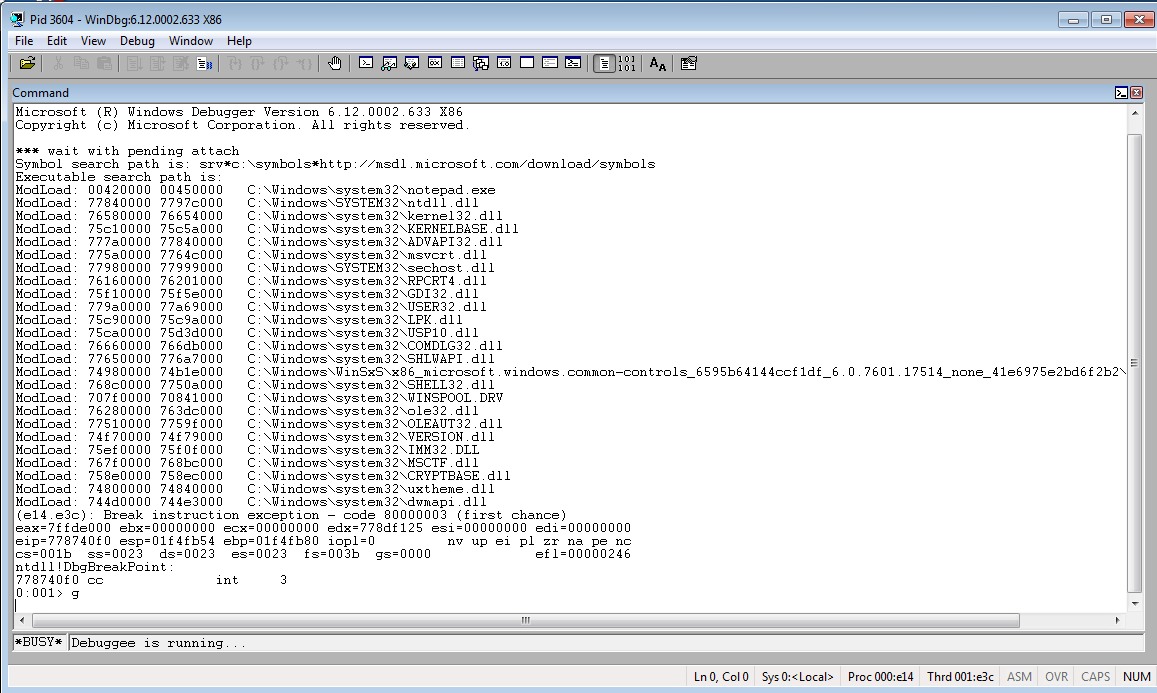 Pid 3604 - WinDbg:6.12.0002.633 X86
File Edit View Debug Window Help
Command
Microsoft (R) Windows Debugger Version 6.12.0002.633 X86
Copyright (c) Microsoft Corporation. All rights reserved.
*** wait with pending attach
Symbol search path is: srv*c:\symbols*http://msdl.microsoft.com/download/symbols
Executable search path is:
ModLoad: 00420000 00450000   C:\Windows\system32\notepad.exe
ModLoad: 77840000 7797c000   C:\Windows\SYSTEM32\ntdll.dll
ModLoad: 76580000 76654000   C:\Windows\system32\kernel32.dll
ModLoad: 75c10000 75c5a000   C:\Windows\system32\KERNELBASE.dll
ModLoad: 777a0000 77840000   C:\Windows\system32\ADVAPI32.dll
ModLoad: 775a0000 7764c000   C:\Windows\system32\msvcrt.dll
ModLoad: 77980000 77999000   C:\Windows\SYSTEM32\sechost.dll
ModLoad: 76160000 76201000   C:\Windows\system32\RPCRT4.dll
ModLoad: 75f10000 75f5e000   C:\Windows\system32\GDI32.dll
ModLoad: 779a0000 77a69000   C:\Windows\system32\USER32.dll
ModLoad: 75c90000 75c9a000   C:\Windows\system32\LPK.dll
ModLoad: 75ca0000 75d3d000   C:\Windows\system32\USP10.dll
ModLoad: 76660000 766db000   C:\Windows\system32\COMDLG32.dll
ModLoad: 77650000 776a7000   C:\Windows\system32\SHLWAPI.dll
ModLoad: 74980000 74b1e000   C:\Windows\WinSxS\x86_microsoft.windows.common-controls_6595b64144ccf1df_6.0.7601.17514_none_41e6975e2bd6f2b2\
ModLoad: 768c0000 7750a000   C:\Windows\system32\SHELL32.dll
ModLoad: 707f0000 70841000   C:\Windows\system32\WINSPOOL.DRV
ModLoad: 76280000 763dc000   C:\Windows\system32\ole32.dll
ModLoad: 77510000 7759f000   C:\Windows\system32\OLEAUT32.dll
ModLoad: 74f70000 74f79000   C:\Windows\system32\VERSION.dll
ModLoad: 75ef0000 75f0f000   C:\Windows\system32\IMM32.DLL
ModLoad: 767f0000 768bc000   C:\Windows\system32\MSCTF.dll
ModLoad: 758e0000 758ec000   C:\Windows\system32\CRYPTBASE.dll
ModLoad: 74800000 74840000   C:\Windows\system32\uxtheme.dll
ModLoad: 744d0000 744e3000   C:\Windows\system32\dwmapi.dll
(e14.e3c): Break instruction exception - code 80000003 (first chance)
eax=7ffde000 ebx=00000000 ecx=00000000 edx=778df125 esi=00000000 edi=00000000
eip=778740f0 esp=01f4fb54 ebp=01f4fb80 iopl=0         nv up ei pl zr na pe nc
cs=001b  ss=0023  ds=0023  es=0023  fs=003b  gs=0000             efl=00000246
ntdll!DbgBreakPoint:
778740f0 cc              int     3
0:001> g
*BUSY* Debuggee is running...
Ln 0, Col 0 Sys 0:<Local> Proc 000:e14 Thrd 001:e3c ASM OVR CAPS NUM